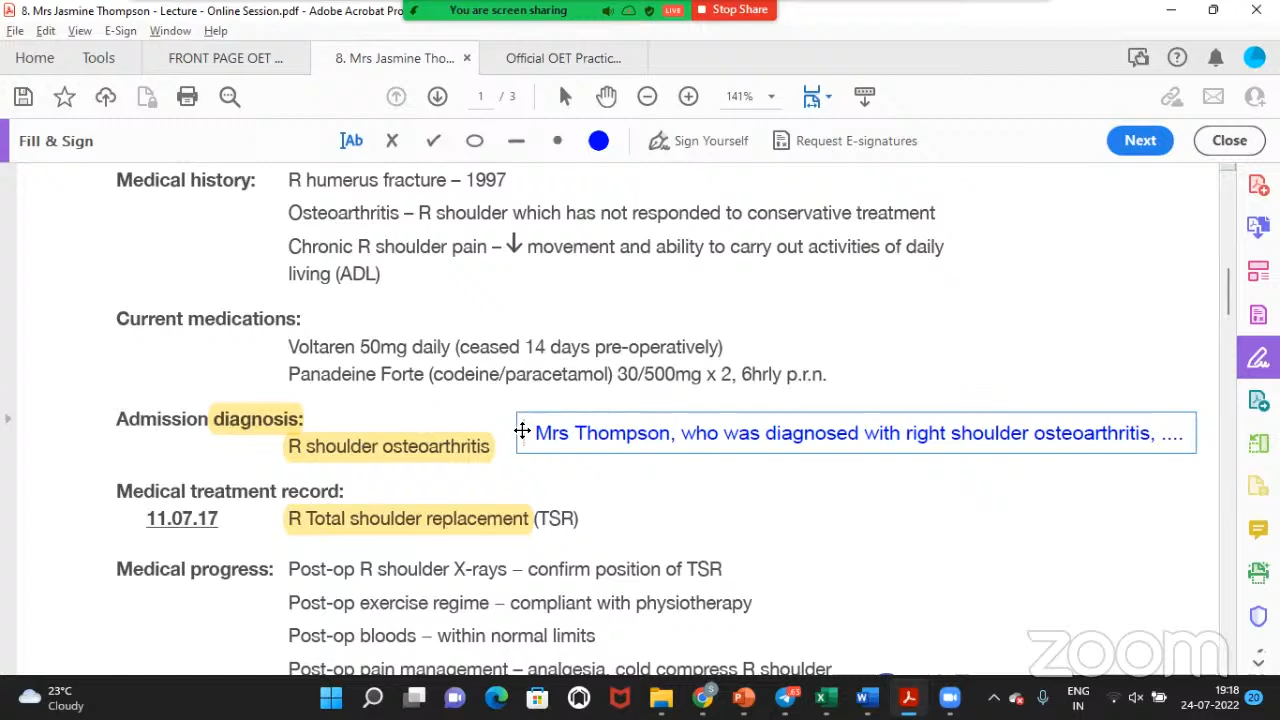 8. Mrs Jasmine Thompson - Lecture - Online Session.pdf - Adobe Acrobat Pro
You are screen sharing LIVE Stop Share
File Edit View E-Sign Window Help
Home Tools FRONT PAGE OET ... 8. Mrs Jasmine Tho... × Official OET Practic...
1 / 3 141%
Fill & Sign Ab Sign Yourself Request E-signatures Next Close
Medical history: R humerus fracture – 1997
Osteoarthritis – R shoulder which has not responded to conservative treatment
Chronic R shoulder pain – ↓ movement and ability to carry out activities of daily
living (ADL)
Current medications:
Voltaren 50mg daily (ceased 14 days pre-operatively)
Panadeine Forte (codeine/paracetamol) 30/500mg x 2, 6hrly p.r.n.
Admission diagnosis:
Mrs Thompson, who was diagnosed with right shoulder osteoarthritis, ....
R shoulder osteoarthritis
Medical treatment record:
11.07.17 R Total shoulder replacement (TSR)
Medical progress: Post-op R shoulder X-rays – confirm position of TSR
Post-op exercise regime – compliant with physiotherapy
Post-op bloods – within normal limits
Post-op pain management – analgesia, cold compress R shoulder
zoom
23°C
Cloudy
ENG
IN
19:18
24-07-2022
20